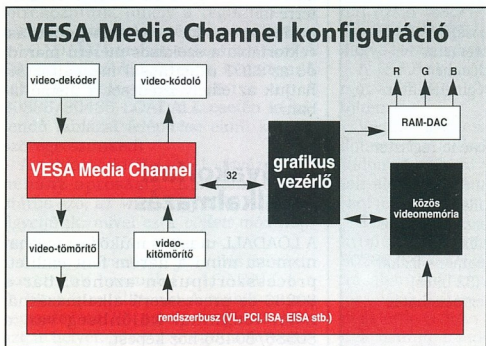 VESA Media Channel konfiguráció
video-dekóder
video-kódoló
R G B
RAM-DAC
VESA Media Channel
32
grafikus
vezérlő
közös
videomemória
video-tömörítő
video-
kitömörítő
rendszerbusz (VL, PCI, ISA, EISA stb.)